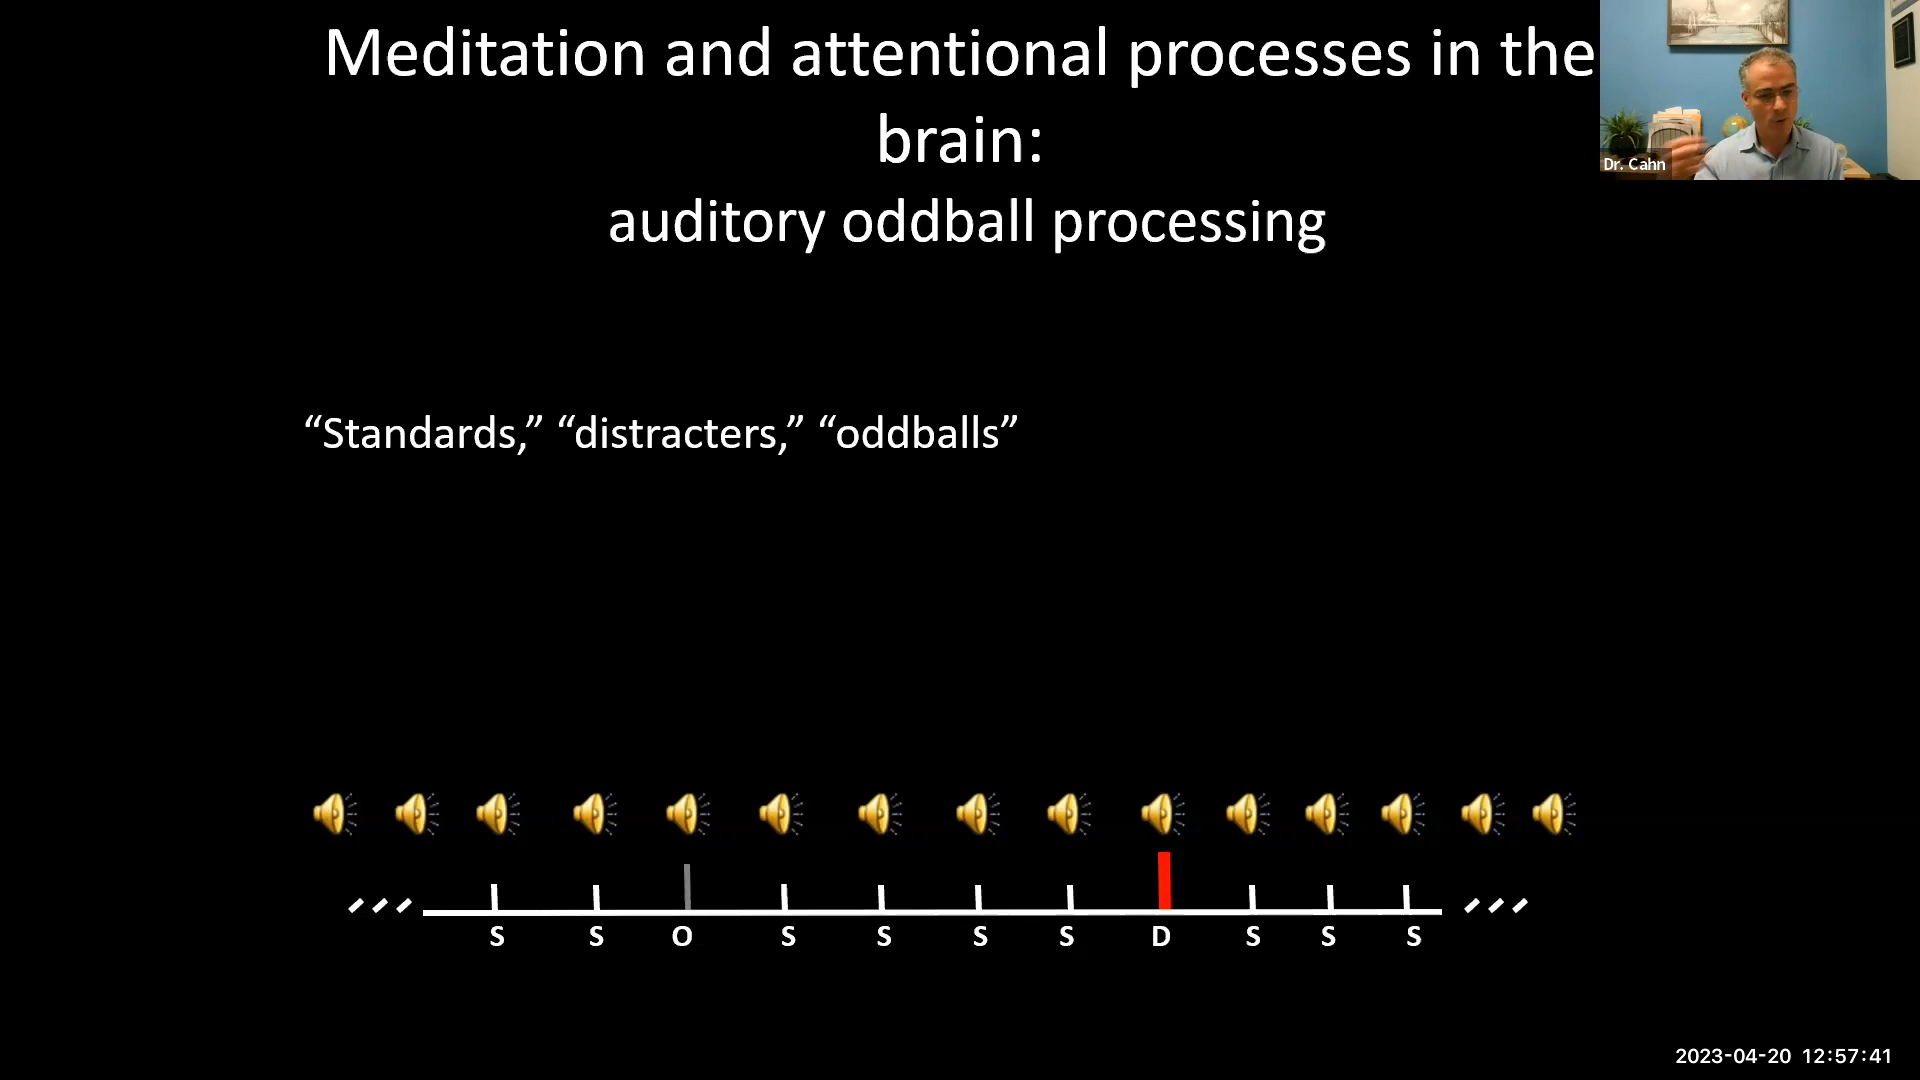 Meditation and attentional processes in the
brain:
auditory oddball processing
Dr. Cahn
“Standards,” “distracters,” “oddballs”
S S O S S S S D S S S
2023-04-20 12:57:41